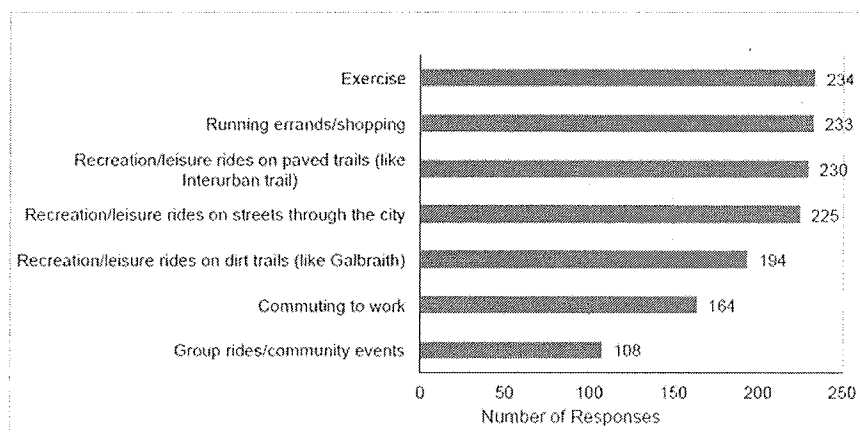 Exercise 234
Running errands/shopping 233
Recreation/leisure rides on paved trails (like
Interurban trail) 230
Recreation/leisure rides on streets through the city 225
Recreation/leisure rides on dirt trails (like Galbraith) 194
Commuting to work 164
Group rides/community events 108
0 50 100 150 200 250
Number of Responses